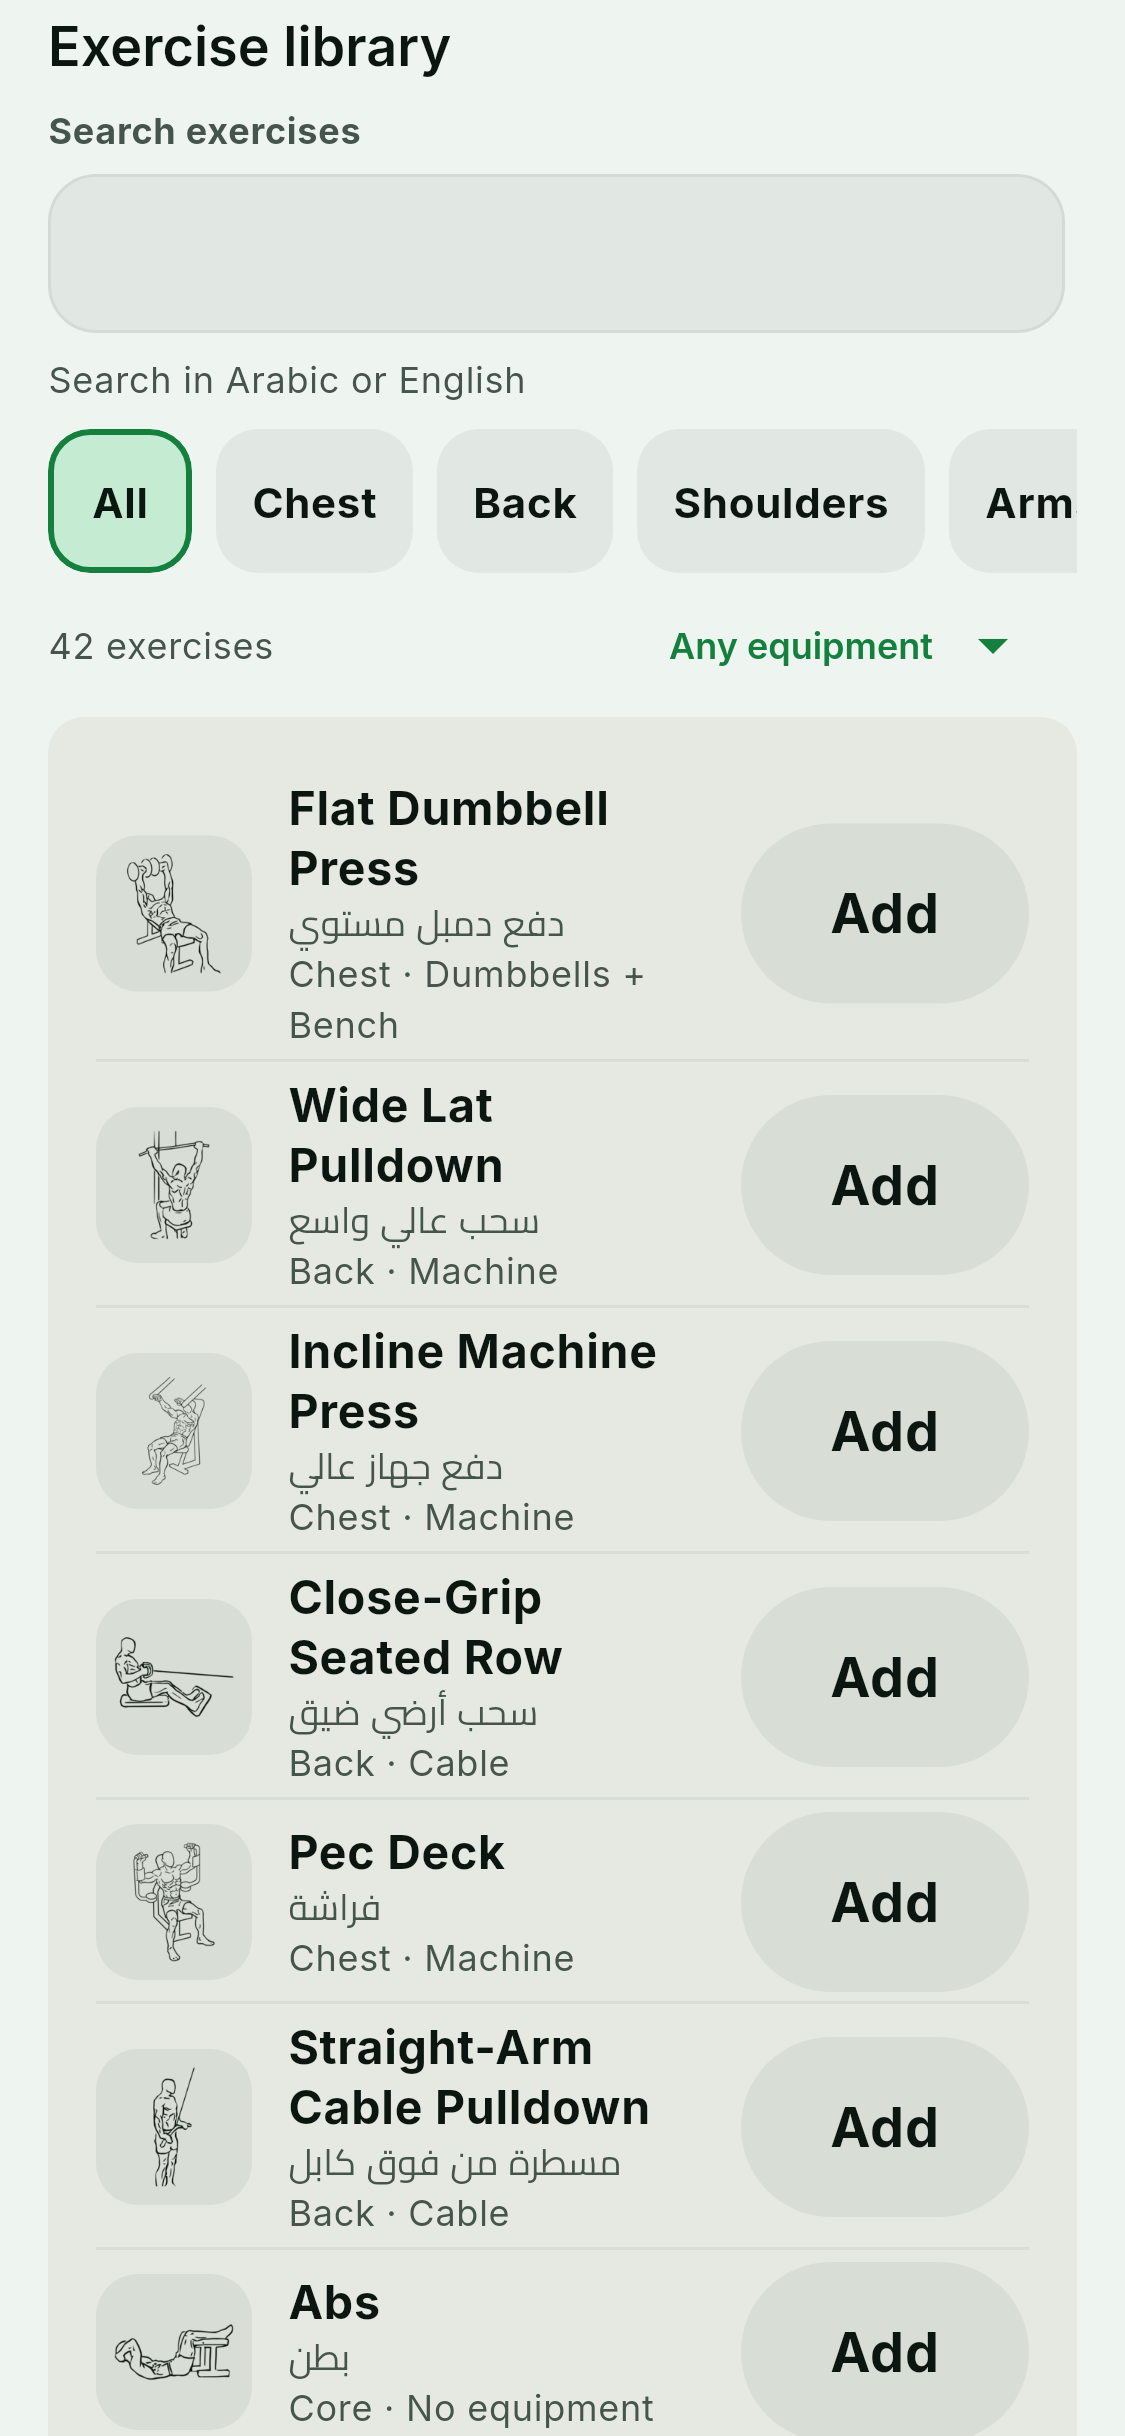 Exercise library
Search exercises
Search in Arabic or English
All Chest Back Shoulders
42 exercises Any equipment
Flat Dumbbell
Press
دفع دمبل مستوي
Chest · Dumbbells +
Bench
Add
Wide Lat
Pulldown
سحب عالي واسع
Back · Machine
Add
Incline Machine
Press
دفع جهاز عالي
Chest · Machine
Add
Close-Grip
Seated Row
سحب أرضي ضيق
Back · Cable
Add
Pec Deck
فراشة
Chest · Machine
Add
Straight-Arm
Cable Pulldown
مسطرة من فوق كابل
Back · Cable
Add
Abs
بطن
Core · No equipment
Add